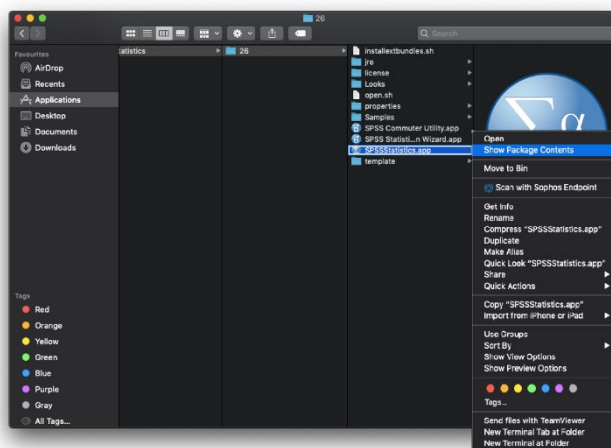 26
Search
Favourites
AirDrop
Recents
Applications
Desktop
Documents
Downloads
Tags
Red
Orange
Yellow
Green
Blue
Purple
Gray
All Tags...
tatistics
26
installextbundles.sh
jre
license
Looks
open.sh
properties
Samples
SPSS Commuter Utility.app
SPSS Statisti...n Wizard.app
SPSSStatistics.app
template
Σα
Open
Show Package Contents
Move to Bin
Scan with Sophos Endpoint
Get Info
Rename
Compress "SPSSStatistics.app"
Duplicate
Make Alias
Quick Look "SPSSStatistics.app"
Share
Quick Actions
Copy "SPSSStatistics.app"
Import from iPhone or iPad
Use Groups
Sort By
Show View Options
Show Preview Options
Tags...
Send files with TeamViewer
New Terminal Tab at Folder
New Terminal at Folder